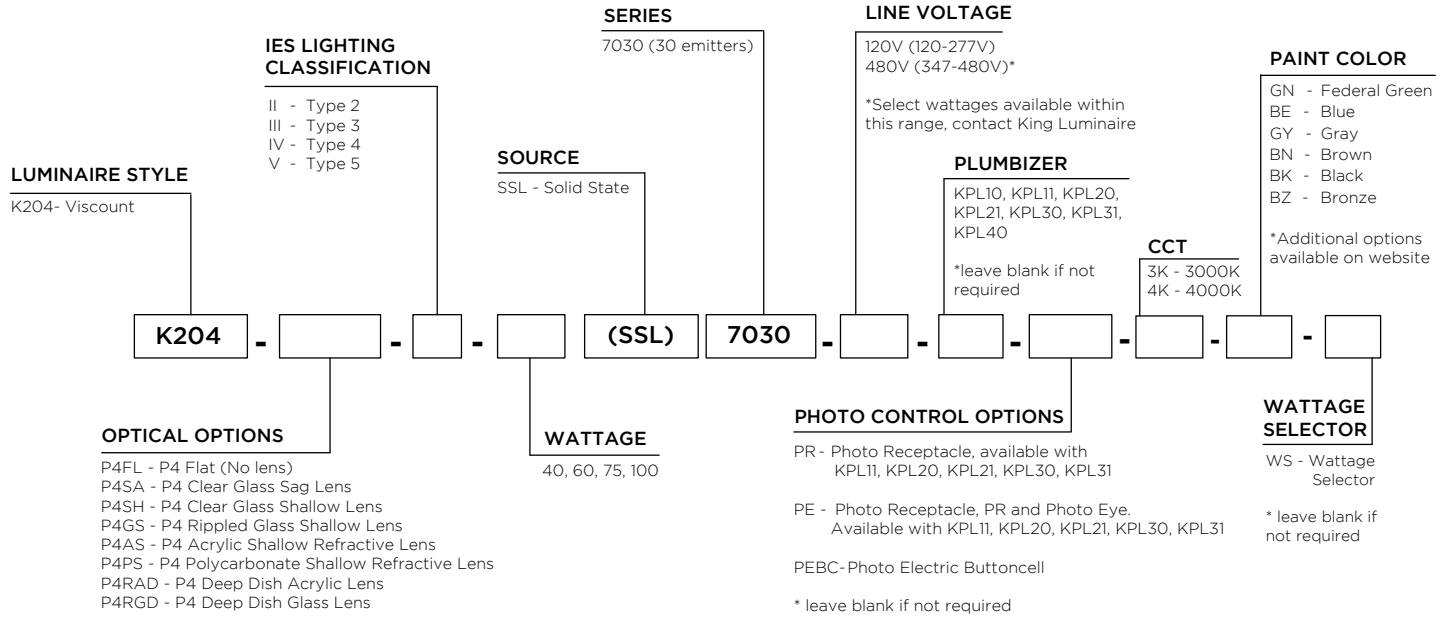 LUMINAIRE STYLE
K204- Viscount
IES LIGHTING
CLASSIFICATION
II - Type 2
III - Type 3
IV - Type 4
V - Type 5
SOURCE
SSL - Solid State
SERIES
7030 (30 emitters)
LINE VOLTAGE
120V (120-277V)
480V (347-480V)*
*Select wattages available within
this range, contact King Luminaire
PLUMBIZER
KPL10, KPL11, KPL20,
KPL21, KPL30, KPL31,
KPL40
*leave blank if not
required
CCT
3K - 3000K
4K - 4000K
PAINT COLOR
GN - Federal Green
BE - Blue
GY - Gray
BN - Brown
BK - Black
BZ - Bronze
*Additional options
available on website
K204 - - - (SSL) 7030 - - - - - -
OPTICAL OPTIONS
P4FL - P4 Flat (No lens)
P4SA - P4 Clear Glass Sag Lens
P4SH - P4 Clear Glass Shallow Lens
P4GS - P4 Rippled Glass Shallow Lens
P4AS - P4 Acrylic Shallow Refractive Lens
P4PS - P4 Polycarbonate Shallow Refractive Lens
P4RAD - P4 Deep Dish Acrylic Lens
P4RGD - P4 Deep Dish Glass Lens
WATTAGE
40, 60, 75, 100
PHOTO CONTROL OPTIONS
PR - Photo Receptacle, available with
KPL11, KPL20, KPL21, KPL30, KPL31
PE - Photo Receptacle, PR and Photo Eye.
Available with KPL11, KPL20, KPL21, KPL30, KPL31
PEBC-Photo Electric Buttoncell
* leave blank if not required
WATTAGE
SELECTOR
WS - Wattage
Selector
* leave blank if
not required